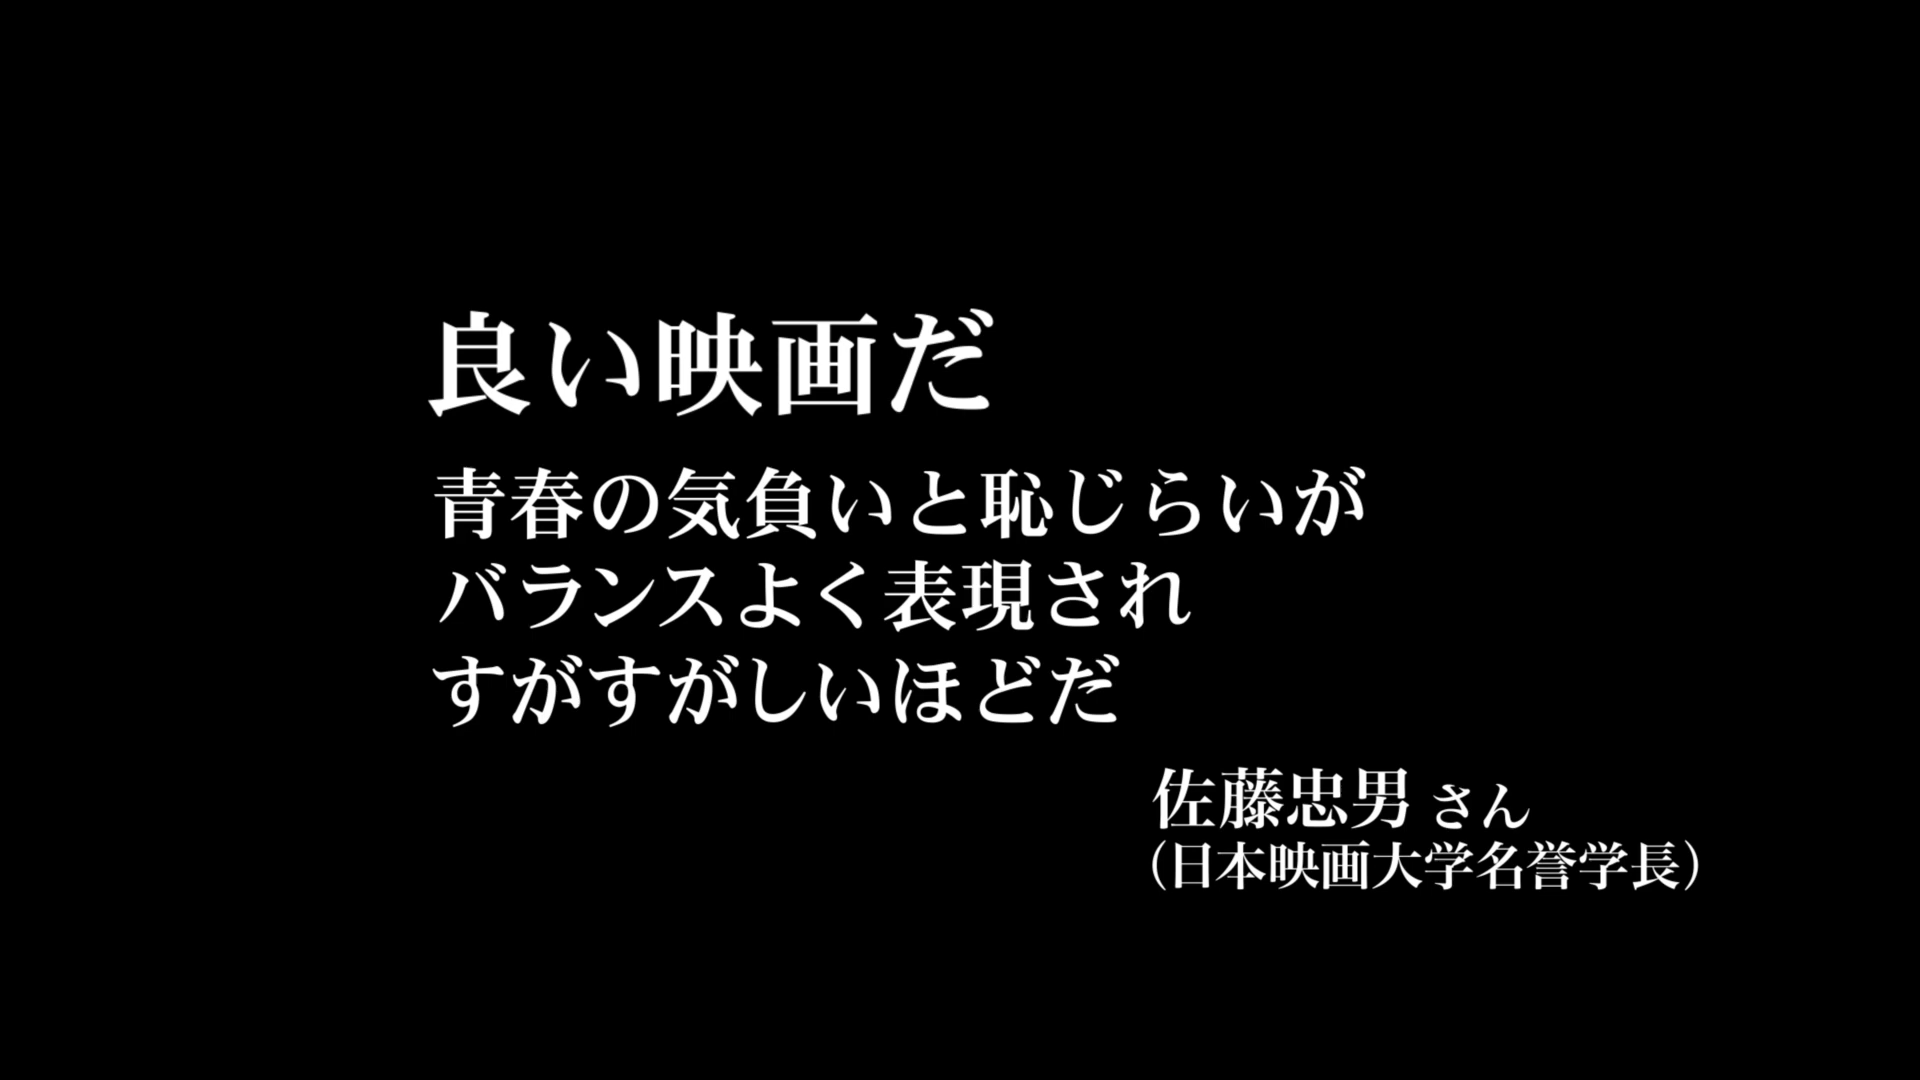 良い映画だ
青春の気負いと恥じらいが
バランスよく表現され
すがすがしいほどだ
佐藤忠男 さん
（日本映画大学名誉学長）